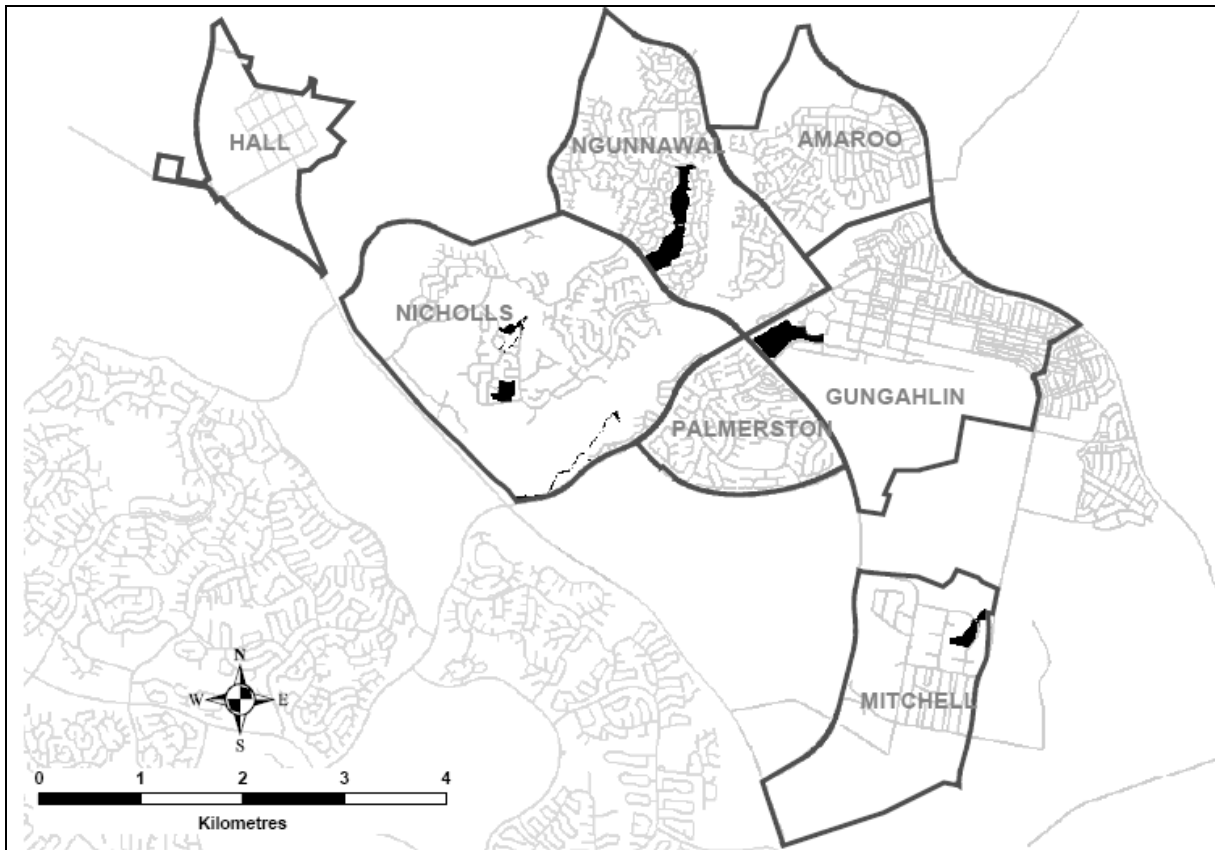 HALL
NGUNNAWAL
AMAROO
NICHOLLS
GUNGAHLIN
PALMERSTON
MITCHELL
N
W E
S
0 1 2 3 4
Kilometres